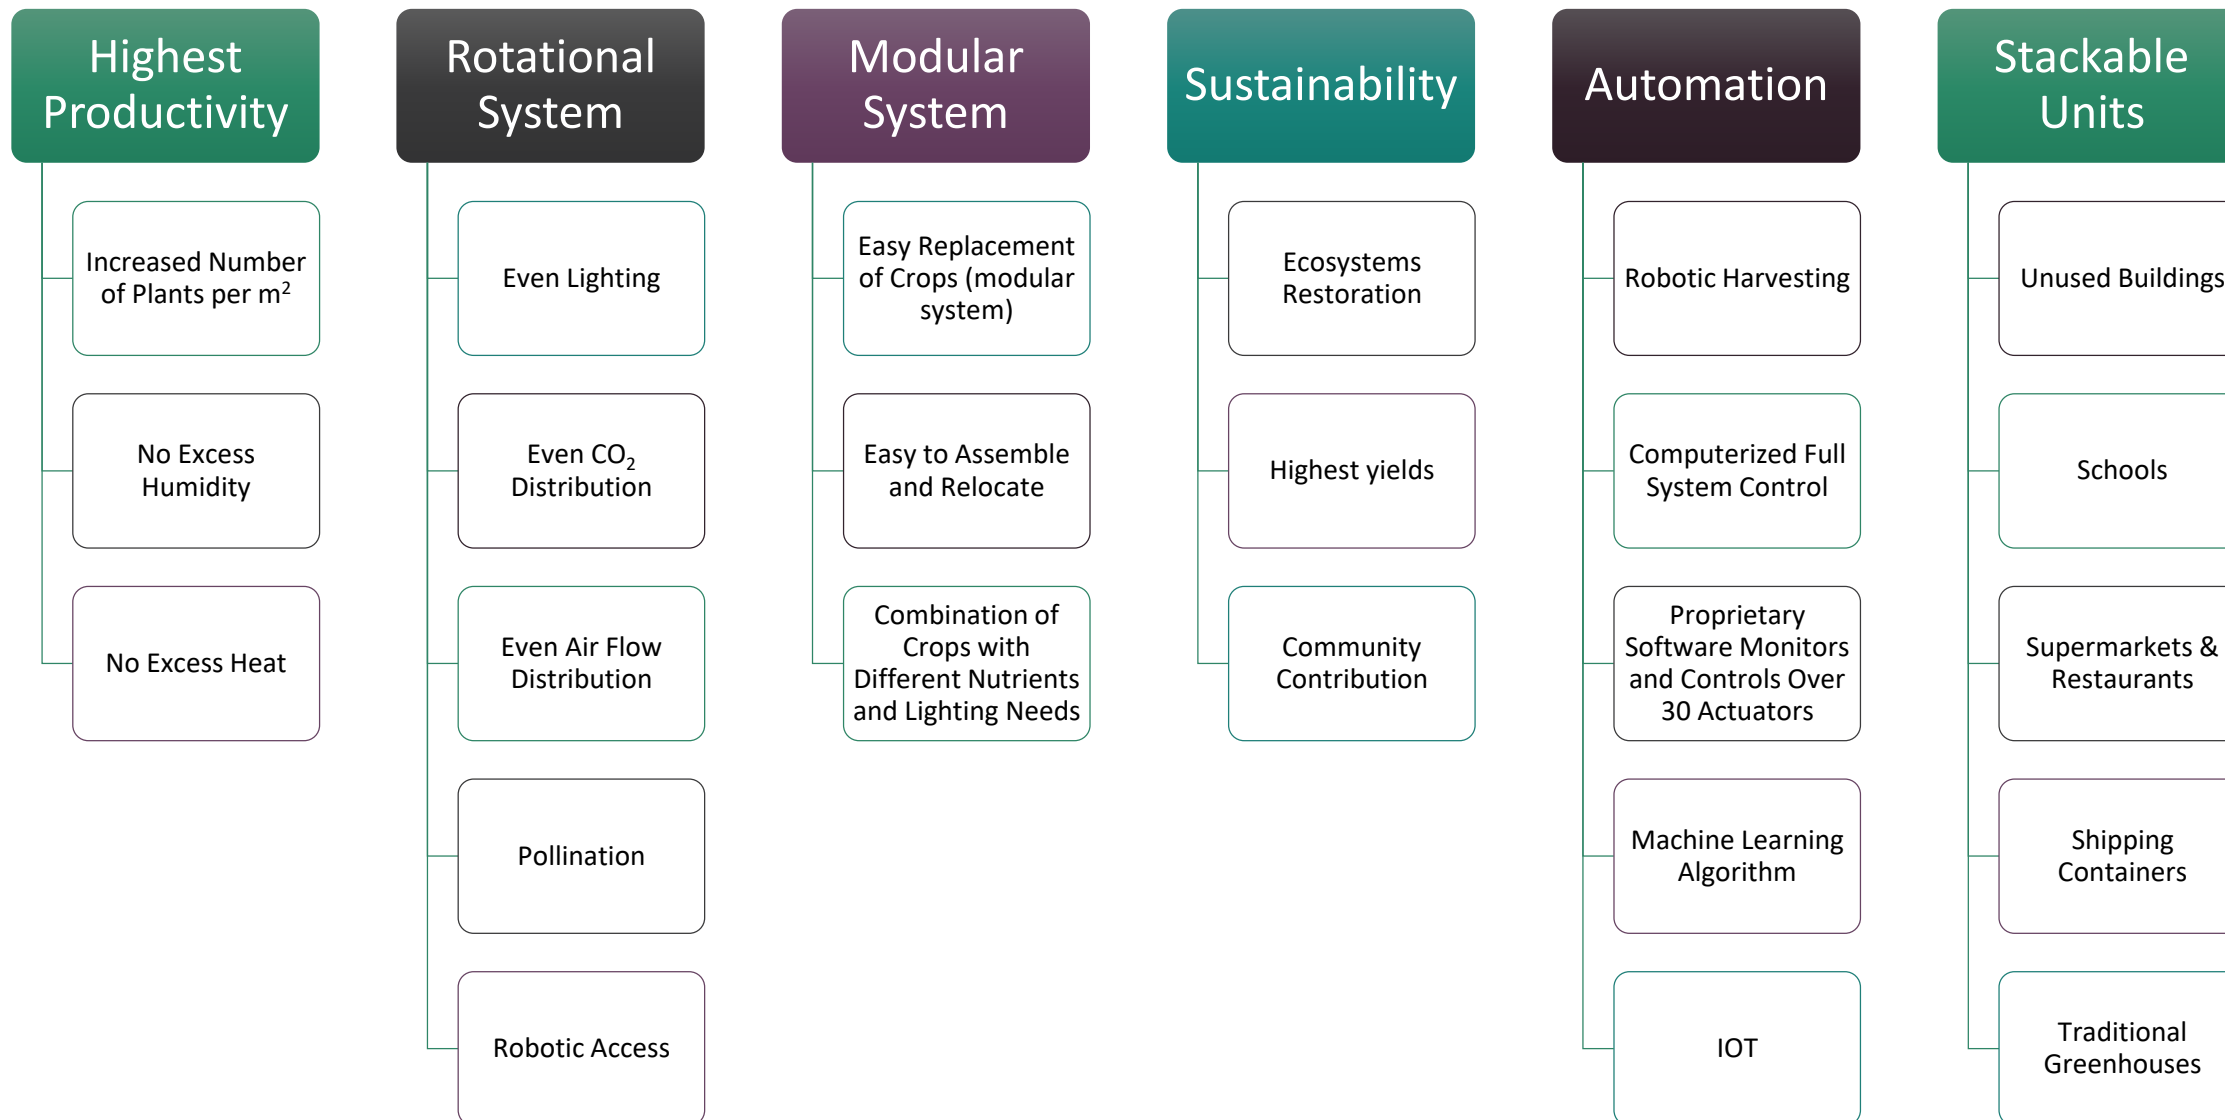 Highest
Productivity
Increased Number
of Plants per m²
No Excess
Humidity
No Excess Heat
Rotational
System
Even Lighting
Even CO₂
Distribution
Even Air Flow
Distribution
Pollination
Robotic Access
Modular
System
Easy Replacement
of Crops (modular
system)
Easy to Assemble
and Relocate
Combination of
Crops with
Different Nutrients
and Lighting Needs
Sustainability
Ecosystems
Restoration
Highest yields
Community
Contribution
Automation
Robotic Harvesting
Computerized Full
System Control
Proprietary
Software Monitors
and Controls Over
30 Actuators
Machine Learning
Algorithm
IOT
Stackable
Units
Unused Buildings
Schools
Supermarkets &
Restaurants
Shipping
Containers
Traditional
Greenhouses